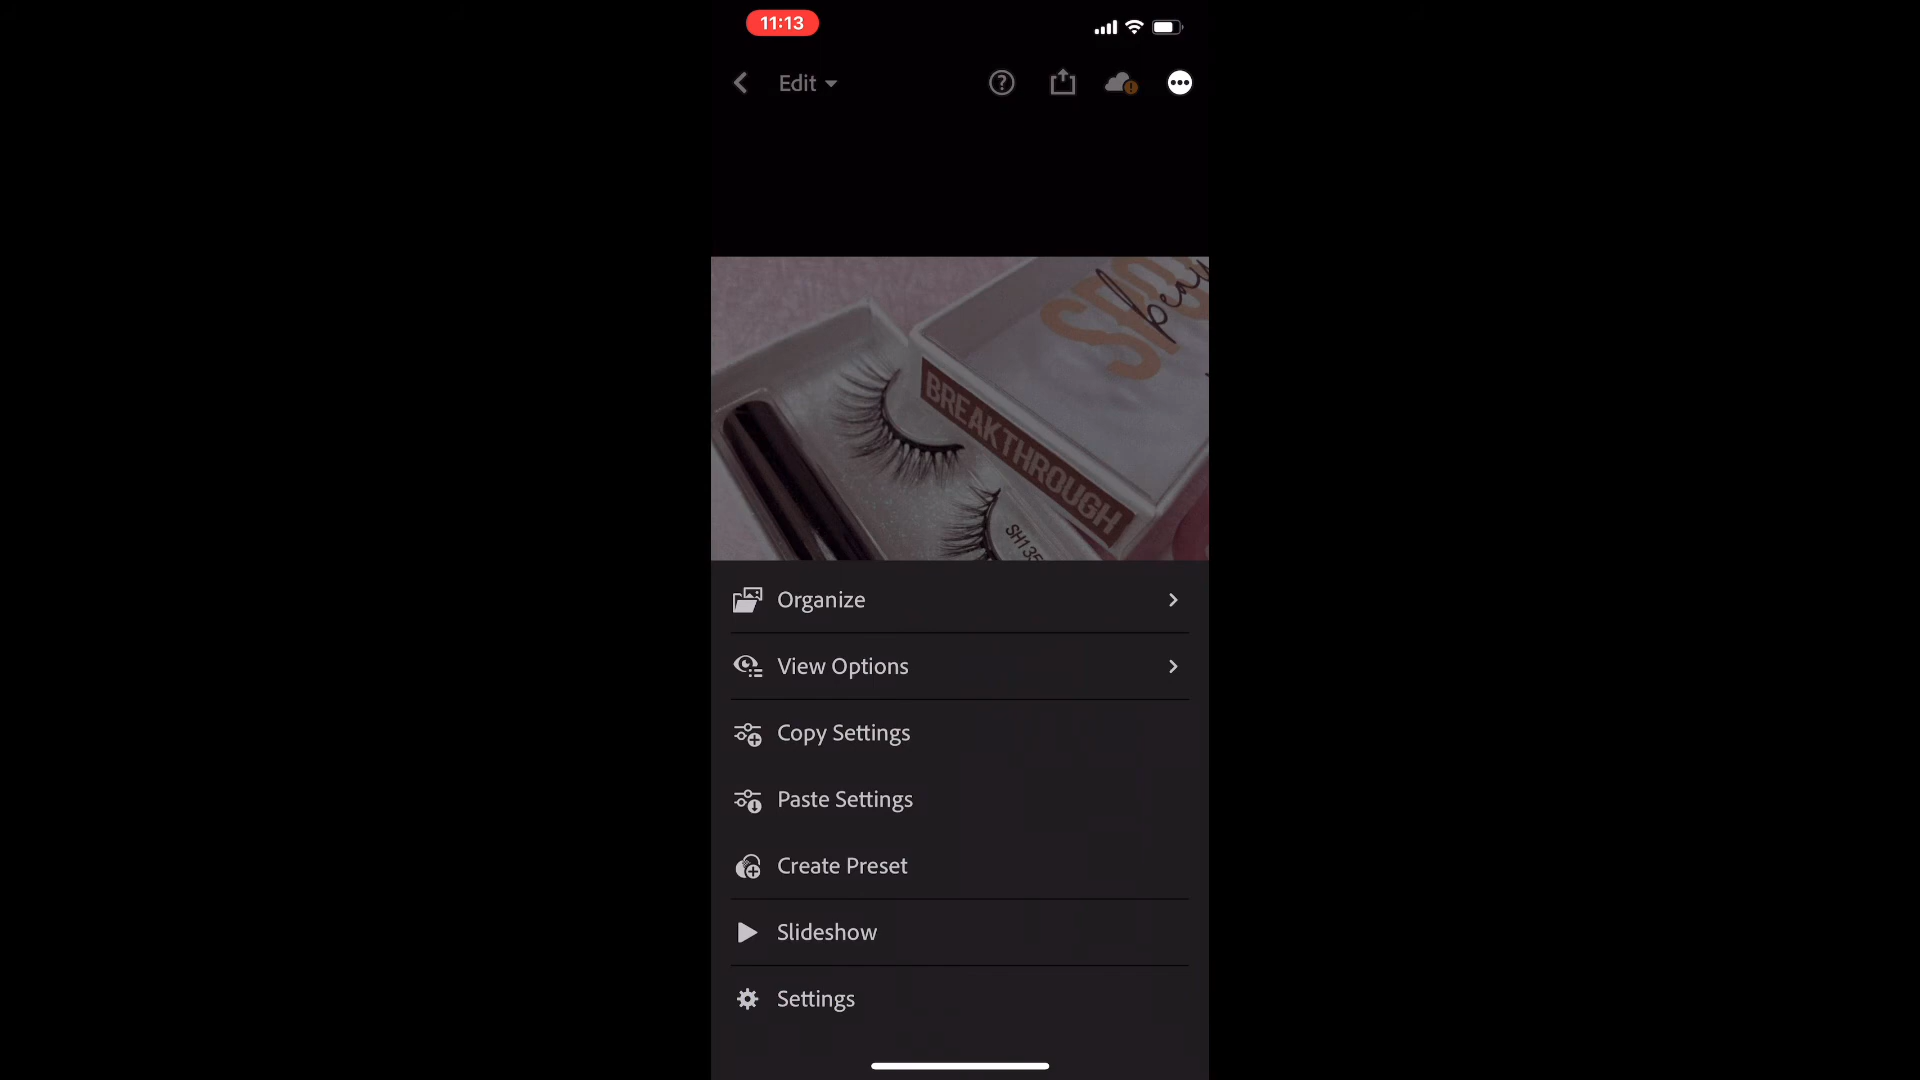 11:13
Edit
BREAKTHROUGH
Organize
View Options
Copy Settings
Paste Settings
Create Preset
Slideshow
Settings